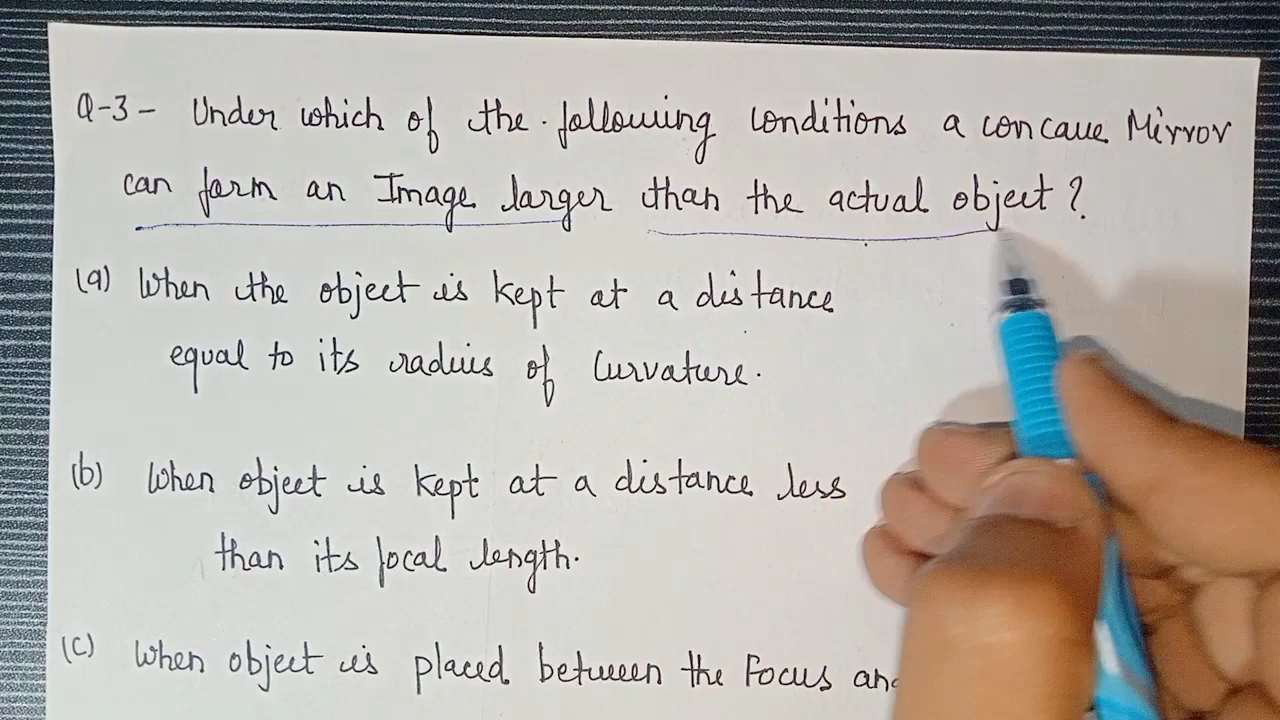 Q-3- Under which of the following conditions a concave Mirror
can form an Image larger than the actual object?
(a) When the object is kept at a distance
equal to its radius of Curvature.
(b) When object is kept at a distance less
than its focal length.
(c) When object is placed between the Focus